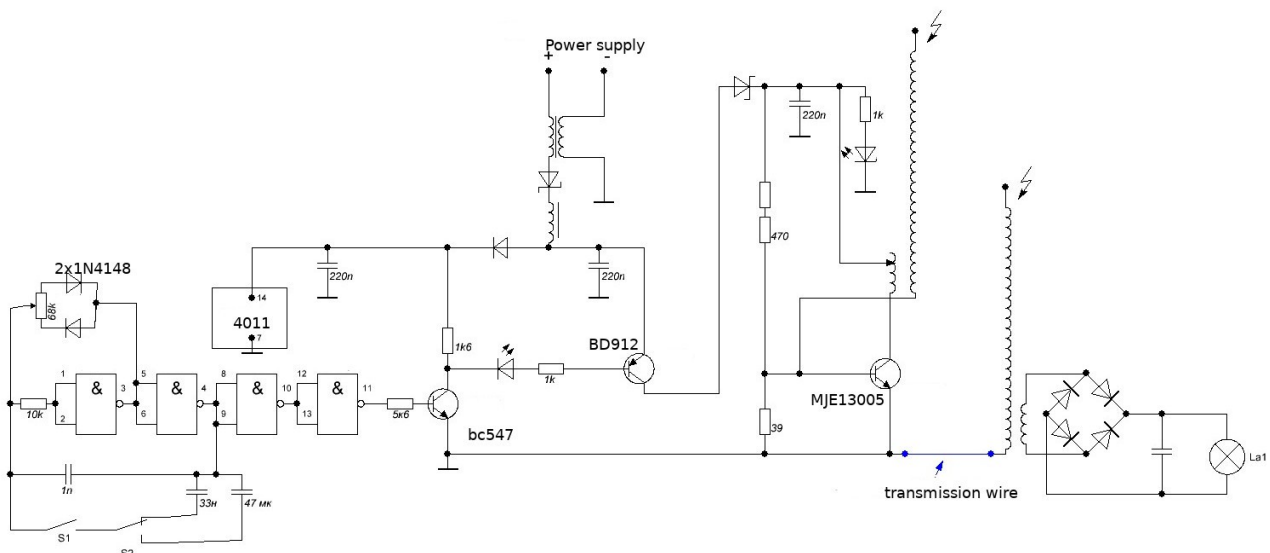 Power supply
+ -
220n
1k
470
2x1N4148
68k
220n
220n
14
4011
7
1k6
BD912
1k
MJE13005
39
1
2
&
3
5
6
&
4
8
9
&
10
12
13
&
11
10k
5к6
bc547
1n
33н
47 мк
S1
transmission wire
La1